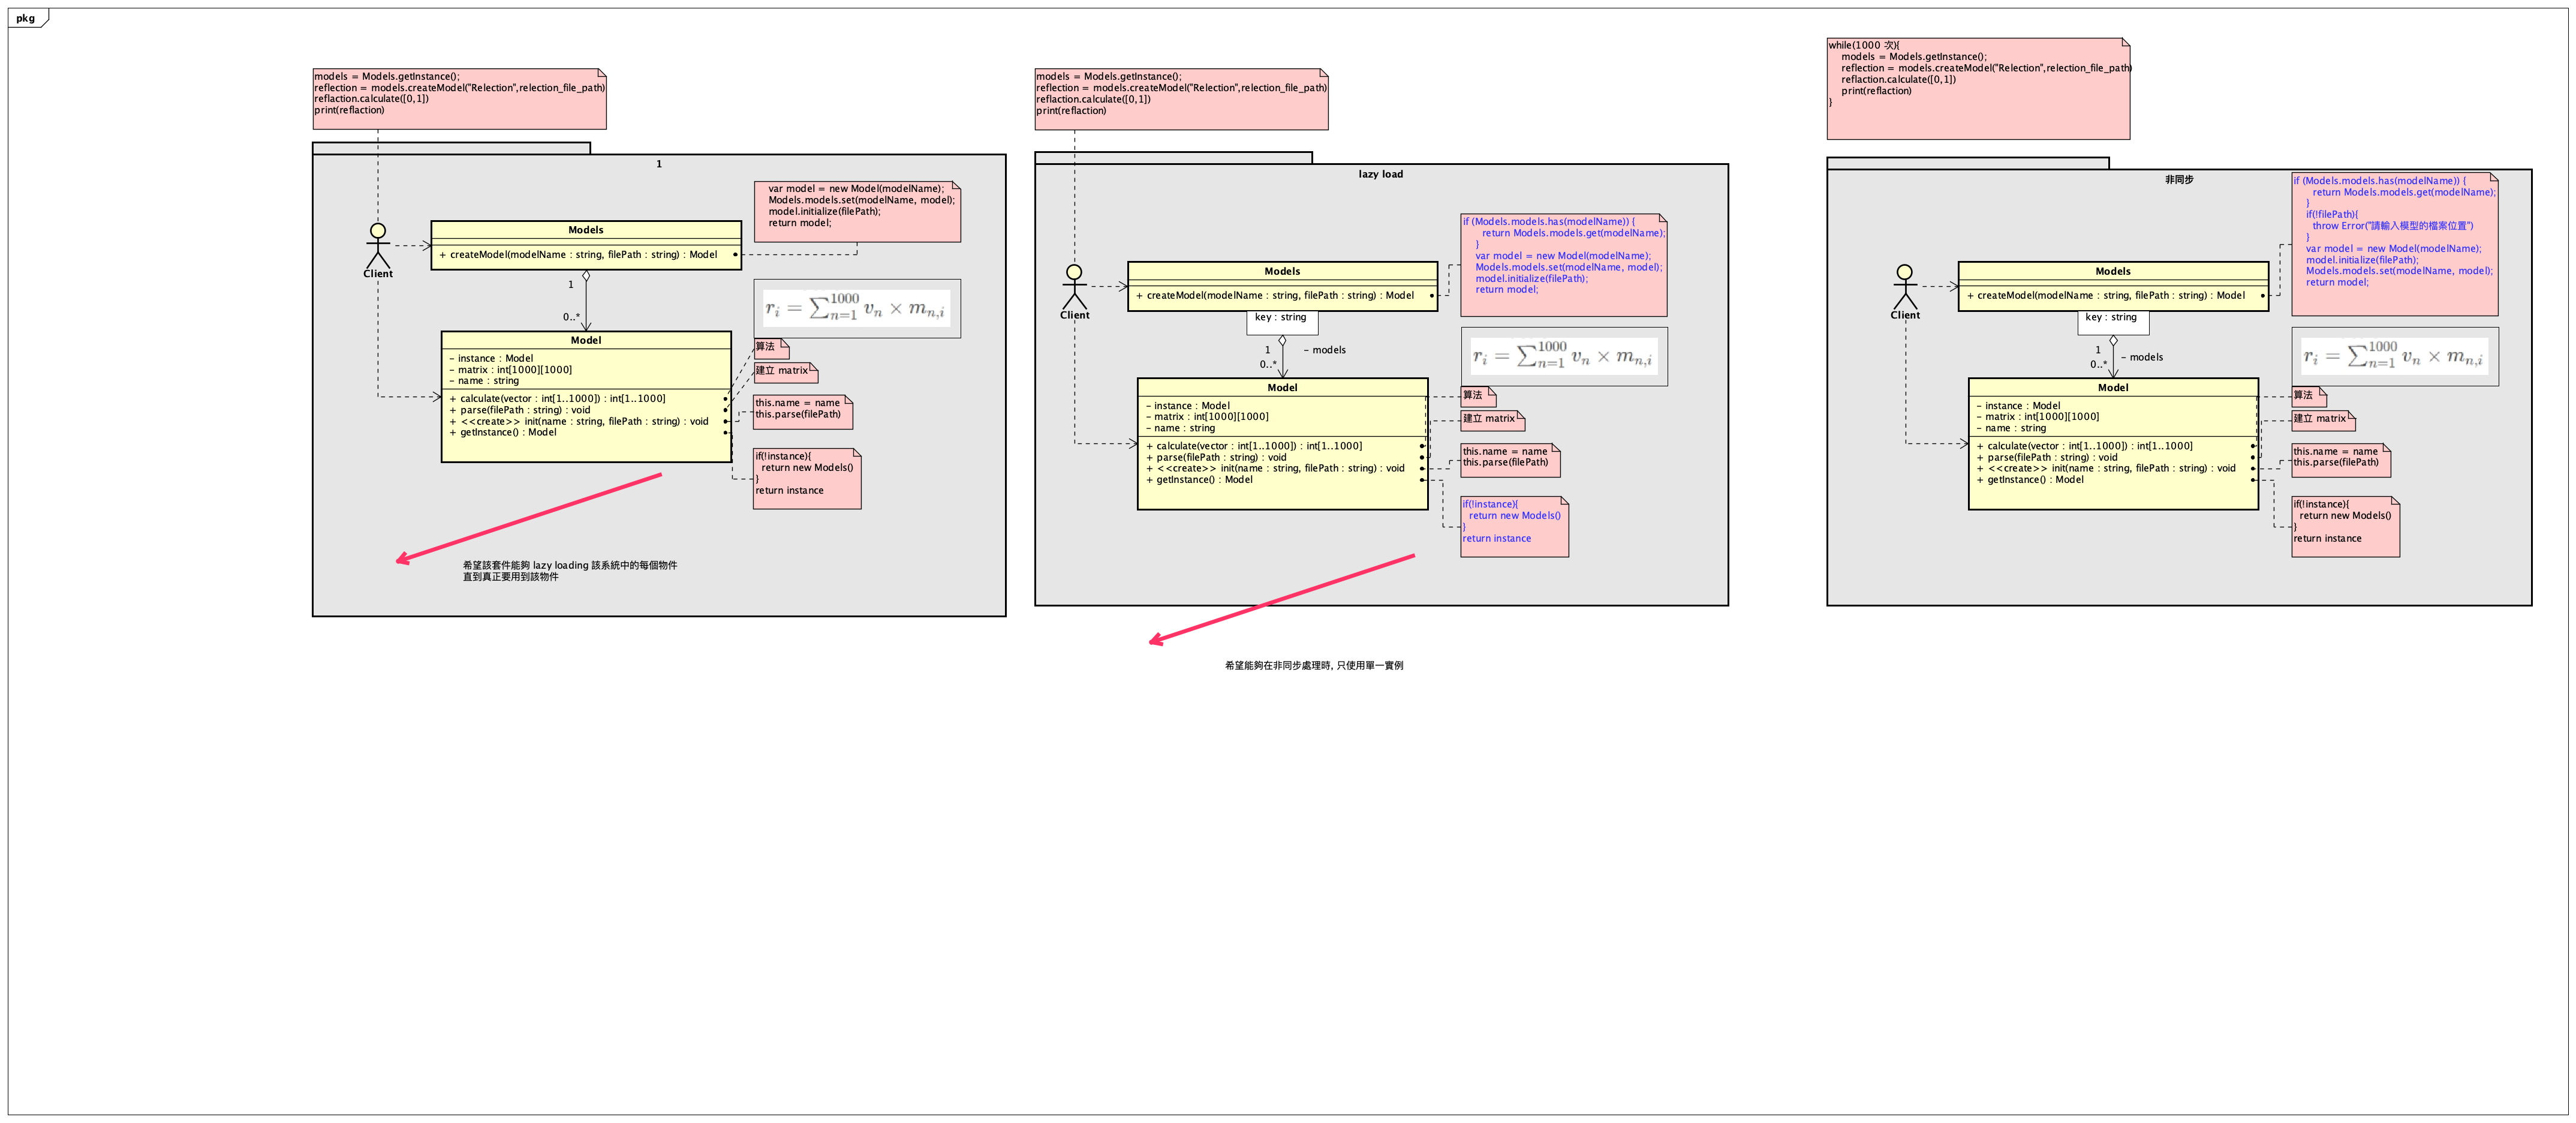 pkg
models = Models.getInstance();
reflection = models.createModel("Relection",relection_file_path)
reflaction.calculate([0,1])
print(reflaction)
1
var model = new Model(modelName);
Models.models.set(modelName, model);
model.initialize(filePath);
return model;
Client
Models
+ createModel(modelName : string, filePath : string) : Model
1
0..*
r_i = ∑_{n=1}^{1000} v_n × m_{n,i}
算法
建立 matrix
Model
– instance : Model
– matrix : int[1000][1000]
– name : string
+ calculate(vector : int[1..1000]) : int[1..1000]
+ parse(filePath : string) : void
+ <<create>> init(name : string, filePath : string) : void
+ getInstance() : Model
this.name = name
this.parse(filePath)
if(!instance){
return new Models()
}
return instance
希望該套件能夠 lazy loading 該系統中的每個物件
直到真正要用到該物件
models = Models.getInstance();
reflection = models.createModel("Relection",relection_file_path)
reflaction.calculate([0,1])
print(reflaction)
lazy load
if (Models.models.has(modelName)) {
return Models.models.get(modelName);
}
var model = new Model(modelName);
Models.models.set(modelName, model);
model.initialize(filePath);
return model;
Client
Models
+ createModel(modelName : string, filePath : string) : Model
key : string
1
– models
0..*
r_i = ∑_{n=1}^{1000} v_n × m_{n,i}
算法
建立 matrix
Model
– instance : Model
– matrix : int[1000][1000]
– name : string
+ calculate(vector : int[1..1000]) : int[1..1000]
+ parse(filePath : string) : void
+ <<create>> init(name : string, filePath : string) : void
+ getInstance() : Model
this.name = name
this.parse(filePath)
if(!instance){
return new Models()
}
return instance
希望能夠在非同步處理時, 只使用單一實例
while(1000 次){
models = Models.getInstance();
reflection = models.createModel("Relection",relection_file_path)
reflaction.calculate([0,1])
print(reflaction)
}
非同步
if (Models.models.has(modelName)) {
return Models.models.get(modelName);
}
if(!filePath){
throw Error("請輸入模型的檔案位置")
}
var model = new Model(modelName);
model.initialize(filePath);
Models.models.set(modelName, model);
return model;
Client
Models
+ createModel(modelName : string, filePath : string) : Model
key : string
1
– models
0..*
r_i = ∑_{n=1}^{1000} v_n × m_{n,i}
算法
建立 matrix
Model
– instance : Model
– matrix : int[1000][1000]
– name : string
+ calculate(vector : int[1..1000]) : int[1..1000]
+ parse(filePath : string) : void
+ <<create>> init(name : string, filePath : string) : void
+ getInstance() : Model
this.name = name
this.parse(filePath)
if(!instance){
return new Models()
}
return instance